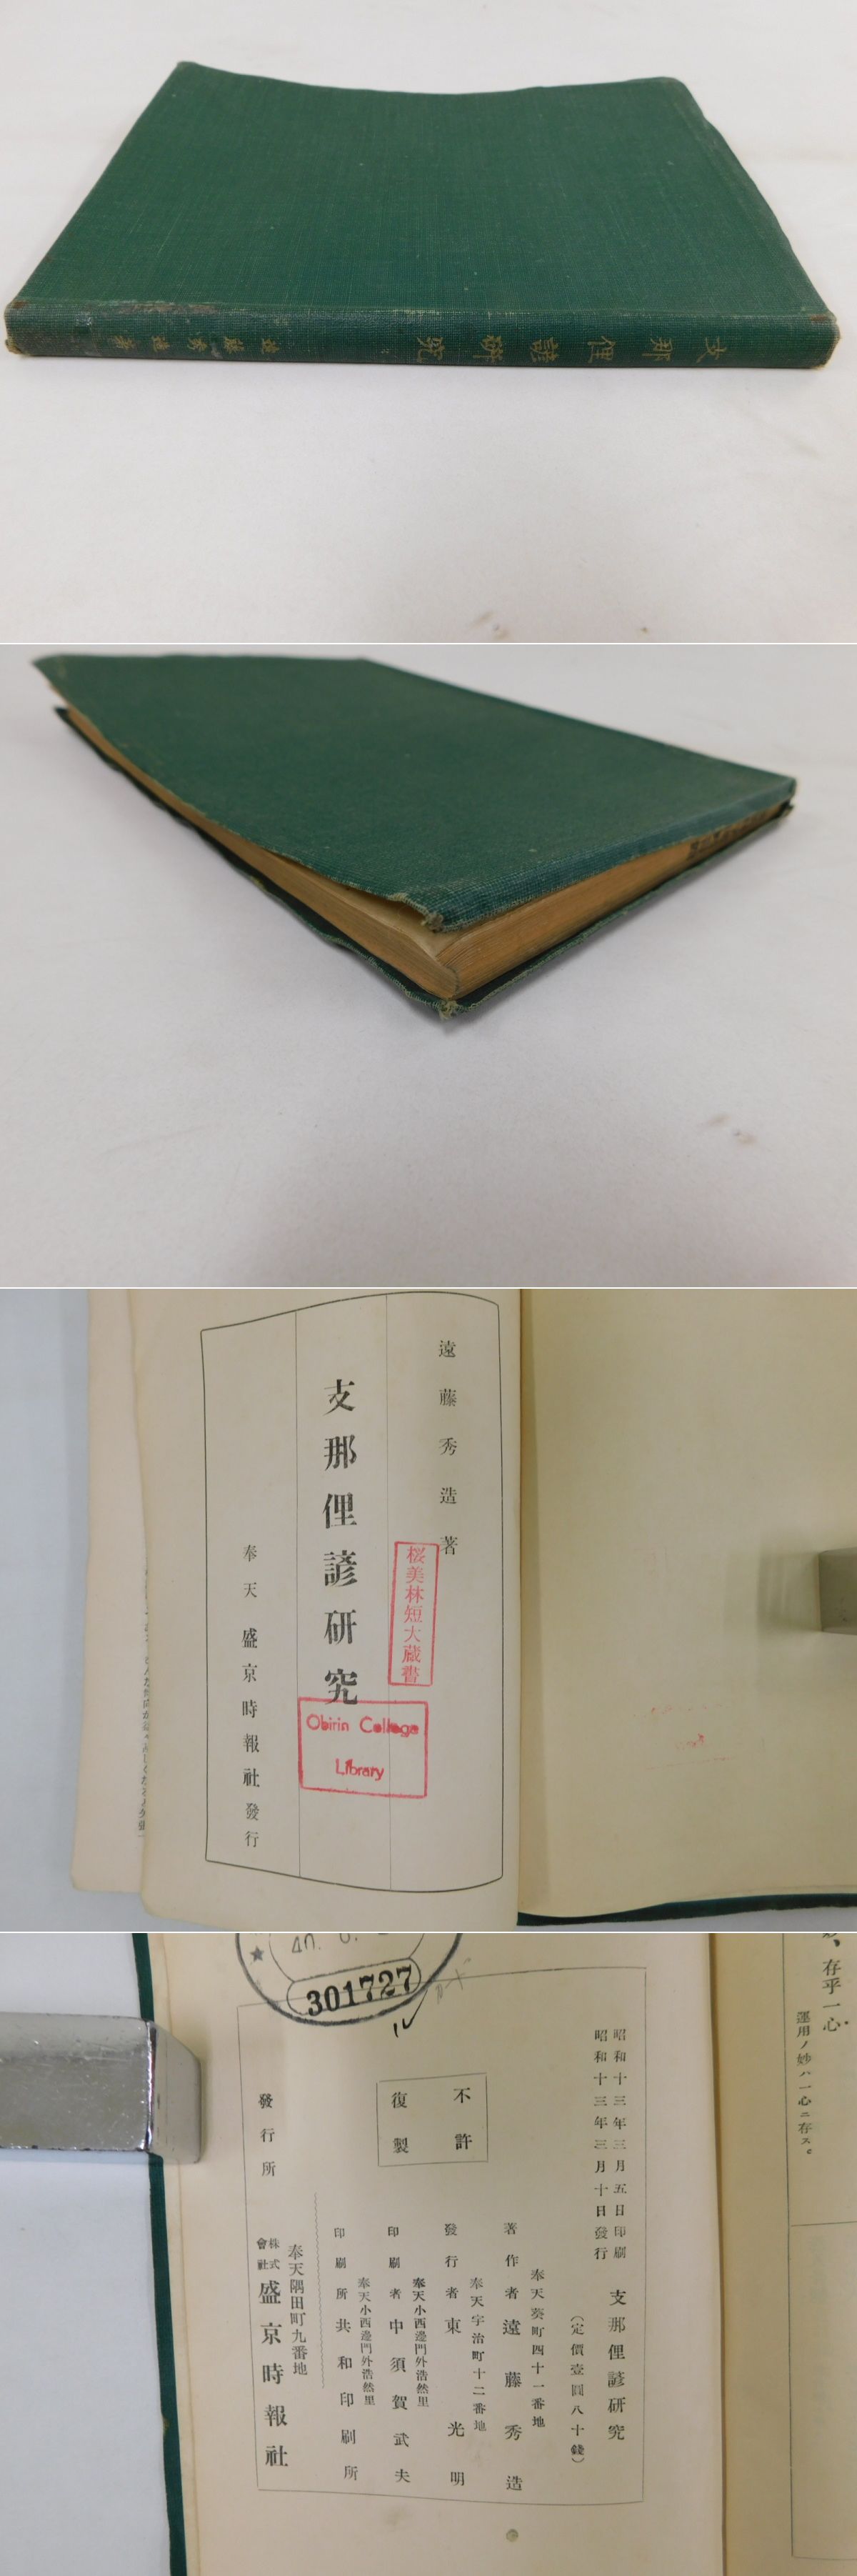 支那俚諺研究
遠藤秀造著
遠藤秀造著
支那俚諺研究
奉天 盛京時報社發行
桜美林短大蔵書
Obirin College
Library
301727
存乎一心
運用ノ妙ハ一心ニ存ス。
昭和十三年三月五日印刷
昭和十三年三月十日發行
支那俚諺研究
(定價壹圓八十錢)
不許
復製
奉天葵町四十一番地
著作者 遠藤秀造
奉天宇治町十二番地
發行者 東光明
奉天小西邊門外浩然里
印刷者 中須賀武夫
奉天小西邊門外浩然里
印刷所 共和印刷所
奉天隅田町九番地
發行所 株式會社 盛京時報社